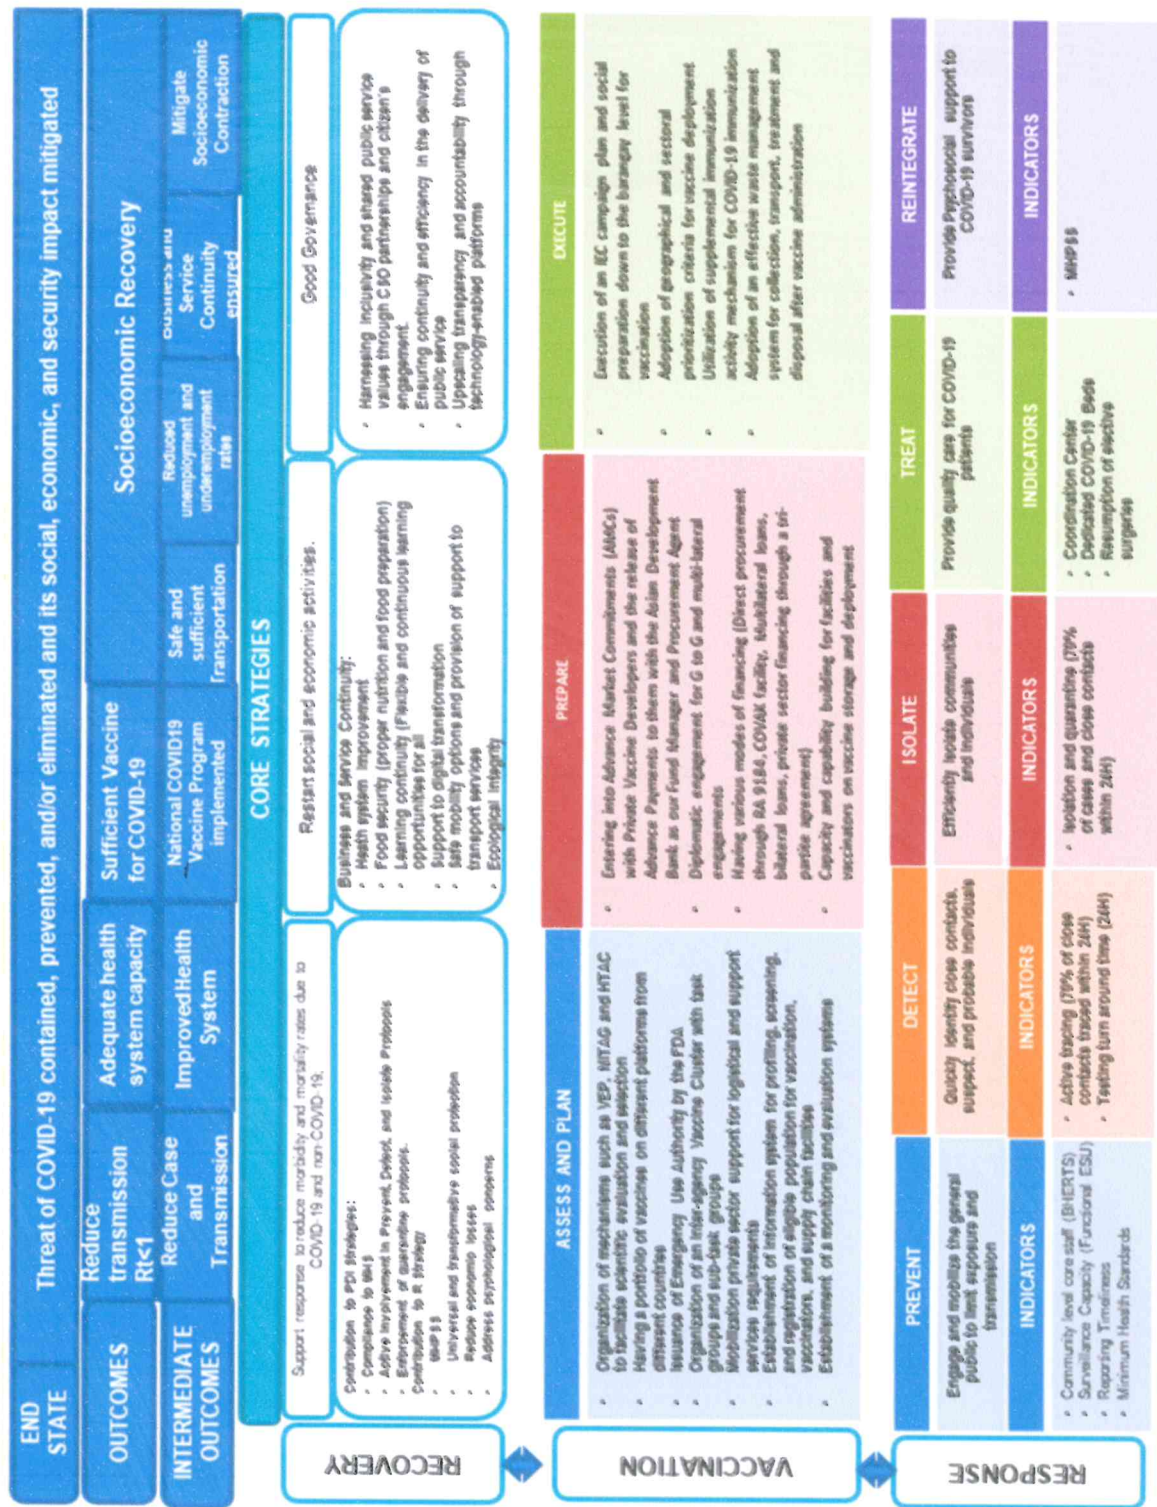 END
STATE
Threat of COVID-19 contained, prevented, and/or eliminated and its social, economic, and security impact mitigated
OUTCOMES
Reduce
transmission
Rt<1
Adequate health
system capacity
Sufficient Vaccine
for COVID-19
Socioeconomic Recovery
INTERMEDIATE
OUTCOMES
Reduce Case
and
Transmission
Improved Health
System
National COVID19
Vaccine Program
implemented
Safe and
sufficient
Transportation
Reduced
unemployment and
underemployment
rates
Business and
Service
Continuity
ensured
Mitigate
Socioeconomic
Contraction
CORE STRATEGIES
RECOVERY
Support response to reduce morbidity and mortality rates due to
COVID-19 and non-COVID-19.
Contribution to PDI Strategies:
• Compliance to MHS
• Active Involvement in Prevent, Detect, and Isolate Protocols
• Enforcement of quarantine protocols.
Contribution to R Strategy
• MHPSS
• Universal and transformative social protection
• Reduce economic losses
• Address psychological concerns
Restart social and economic activities.
Business and service Continuity:
• Health system improvement
• Food security (proper nutrition and food preparation)
• Learning continuity (Flexible and continuous learning
opportunities for all
• Support to digital transformation
• Safe mobility options and provision of support to
transport services
• Ecological Integrity
Good Governance
• Harnessing inclusivity and shared public service
values through CSO partnerships and citizen's
engagement.
• Ensuring continuity and efficiency in the delivery of
public service
• Upscaling transparency and accountability through
technology-enabled platforms
VACCINATION
ASSESS AND PLAN
• Organization of mechanisms such as VEP, NITAG and HTAC
to facilitate scientific evaluation and selection
• Having a portfolio of vaccines on different platforms from
different countries
• Issuance of Emergency Use Authority by the FDA
• Organization of an Inter-agency Vaccine Cluster with task
groups and sub-task groups
• Mobilization private sector support for logistical and support
services requirements
• Establishment of information system for profiling, screening,
and registration of eligible population for vaccination,
vaccinators, and supply chain facilities
• Establishment of a monitoring and evaluation systems
PREPARE
• Entering into Advance Market Commitments (AMCs)
with Private Vaccine Developers and the release of
Advance Payments to them with the Asian Development
Bank as our Fund Manager and Procurement Agent
• Diplomatic engagement for G to G and multi-lateral
engagements
• Having various modes of financing (Direct procurement
through RA 9184, COVAX facility, Multilateral loans,
bilateral loans, private sector financing through a tri-
partite agreement)
• Capacity and capability building for facilities and
vaccinators on vaccine storage and deployment
EXECUTE
• Execution of an IEC campaign plan and social
preparation down to the barangay level for
vaccination
• Adoption of geographical and sectoral
prioritization criteria for vaccine deployment
• Utilization of supplemental immunization
activity mechanism for COVID-19 immunization
• Adoption of an effective waste management
system for collection, transport, treatment and
disposal after vaccine administration
RESPONSE
PREVENT
Engage and mobilize the general
public to limit exposure and
transmission
INDICATORS
• Community level care staff (BHERTS)
• Surveillance Capacity (Functional ESU)
• Reporting Timeliness
• Minimum Health Standards
DETECT
Quickly identify close contacts,
suspect, and probable individuals
INDICATORS
• Active tracing (70% of close
contacts traced within 24H)
• Testing turn around time (24H)
ISOLATE
Efficiently isolate communities
and individuals
INDICATORS
• Isolation and quarantine (70%
of cases and close contacts
within 24H)
TREAT
Provide quality care for COVID-19
patients
INDICATORS
• Coordination Center
• Dedicated COVID-19 Beds
• Resumption of elective
surgeries
REINTEGRATE
Provide Psychosocial support to
COVID-19 survivors
INDICATORS
• MHPSS